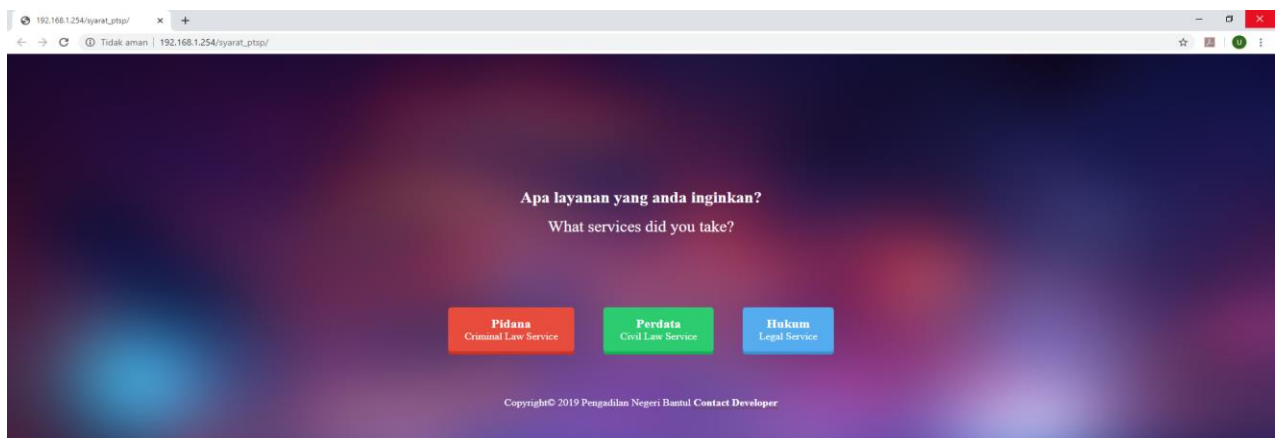 192.168.1.254/syarat_ptsp/
Tidak aman | 192.168.1.254/syarat_ptsp/
U
Apa layanan yang anda inginkan?
What services did you take?
Pidana
Criminal Law Service
Perdata
Civil Law Service
Hukum
Legal Service
Copyright© 2019 Pengadilan Negeri Bantul Contact Developer